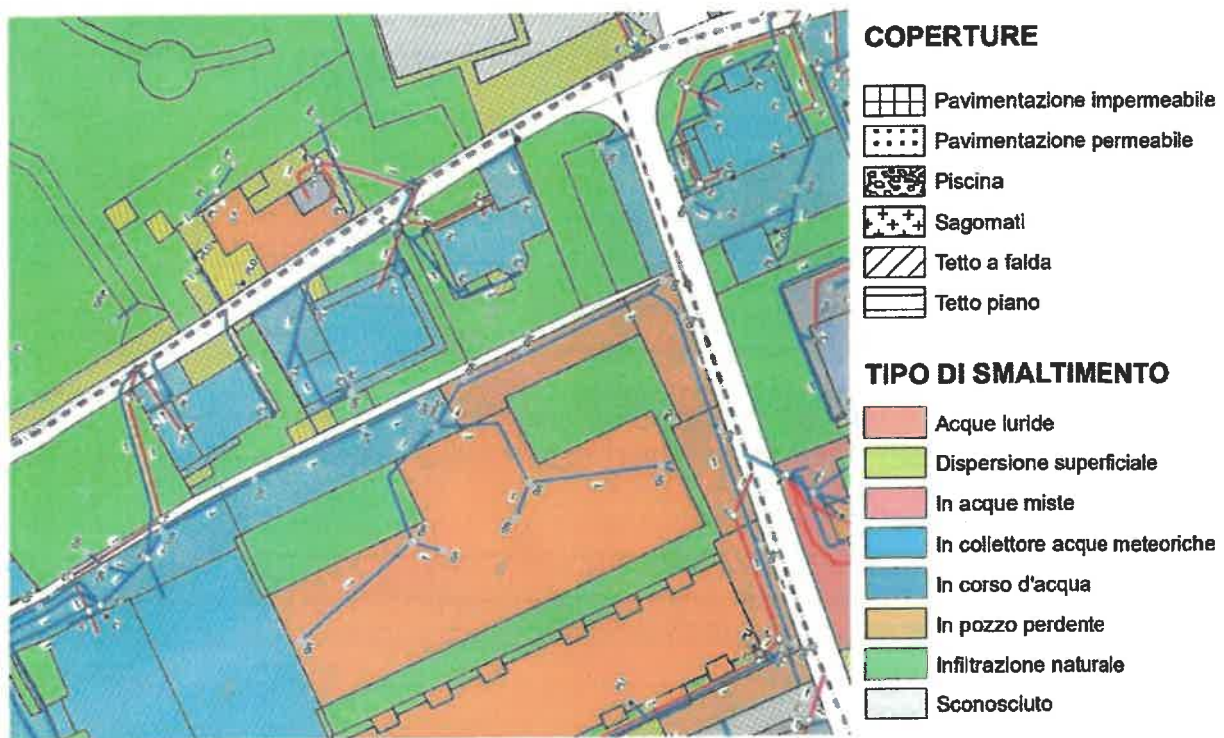 COPERTURE
Pavimentazione impermeabile
Pavimentazione permeabile
Piscina
Sagomati
Tetto a falda
Tetto piano
TIPO DI SMALTIMENTO
Acque luride
Dispersione superficiale
In acque miste
In collettore acque meteoriche
In corso d'acqua
In pozzo perdente
Infiltrazione naturale
Sconosciuto